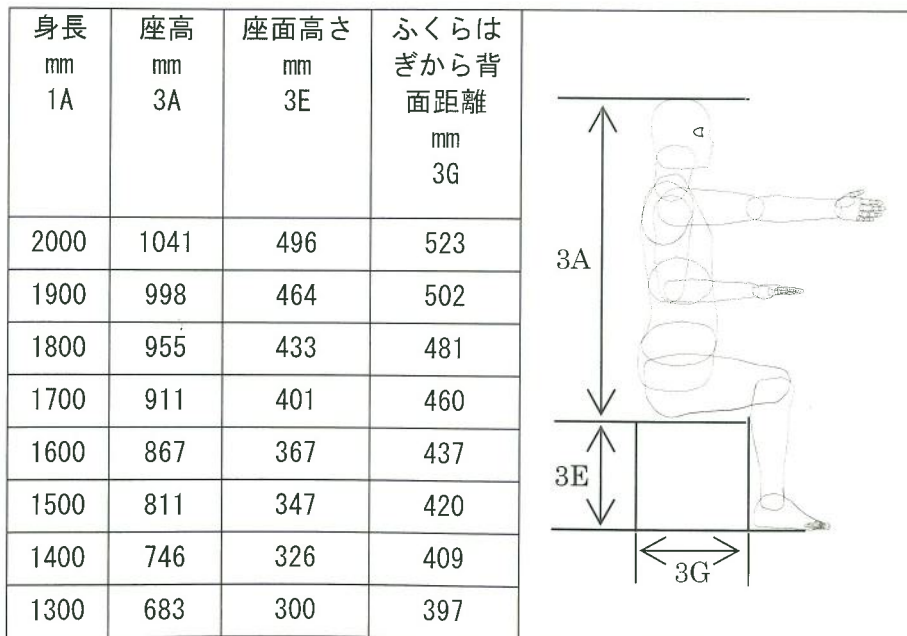 身長 座高 座面高さ ふくらは
mm mm mm ぎから背
1A 3A 3E 面距離
mm
3G
2000 1041 496 523
1900 998 464 502
1800 955 433 481
1700 911 401 460
1600 867 367 437
1500 811 347 420
1400 746 326 409
1300 683 300 397
3A
3E
3G